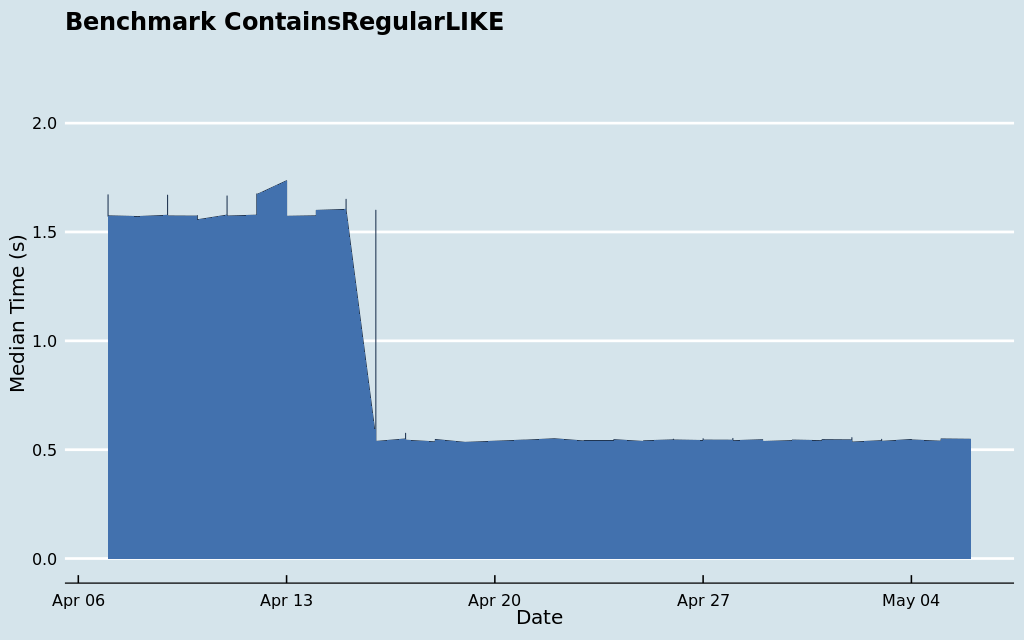 Benchmark ContainsRegularLIKE
2.0
1.5
1.0
0.5
0.0
Median Time (s)
Apr 06 Apr 13 Apr 20 Apr 27 May 04
Date